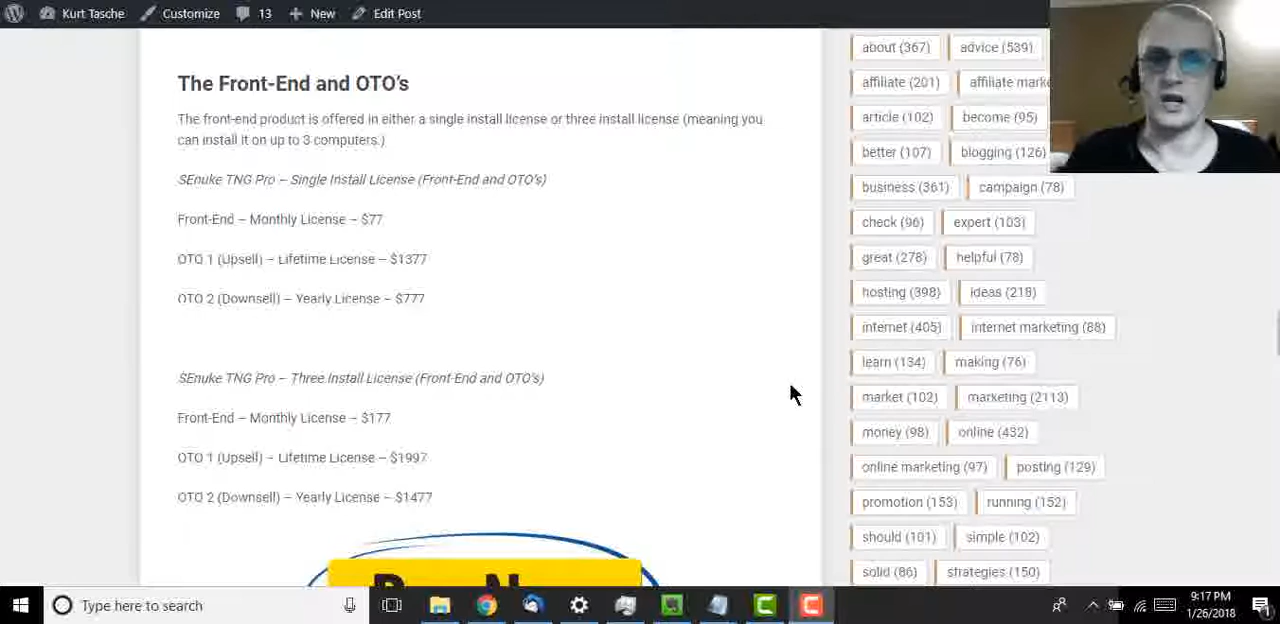 Kurt Tasche Customize 13 New Edit Post
The Front-End and OTO's
The front-end product is offered in either a single install license or three install license (meaning you
can install it on up to 3 computers.)
SEnuke TNG Pro – Single Install License (Front-End and OTO's)
Front-End – Monthly License – $77
OTO 1 (Upsell) – Lifetime License – $1377
OTO 2 (Downsell) – Yearly License – $777
SEnuke TNG Pro – Three Install License (Front-End and OTO's)
Front-End – Monthly License – $177
OTO 1 (Upsell) – Lifetime License – $1997
OTO 2 (Downsell) – Yearly License – $1477
about (367) advice (539)
affiliate (201) affiliate
article (102) become (95)
better (107) blogging (126)
business (361) campaign (78)
check (96) expert (103)
great (278) helpful (78)
hosting (398) ideas (218)
internet (405) internet marketing (88)
learn (134) making (76)
market (102) marketing (2113)
money (98) online (432)
online marketing (97) posting (129)
promotion (153) running (152)
should (101) simple (102)
solid (86) strategies (150)
Type here to search
9:17 PM
1/26/2018